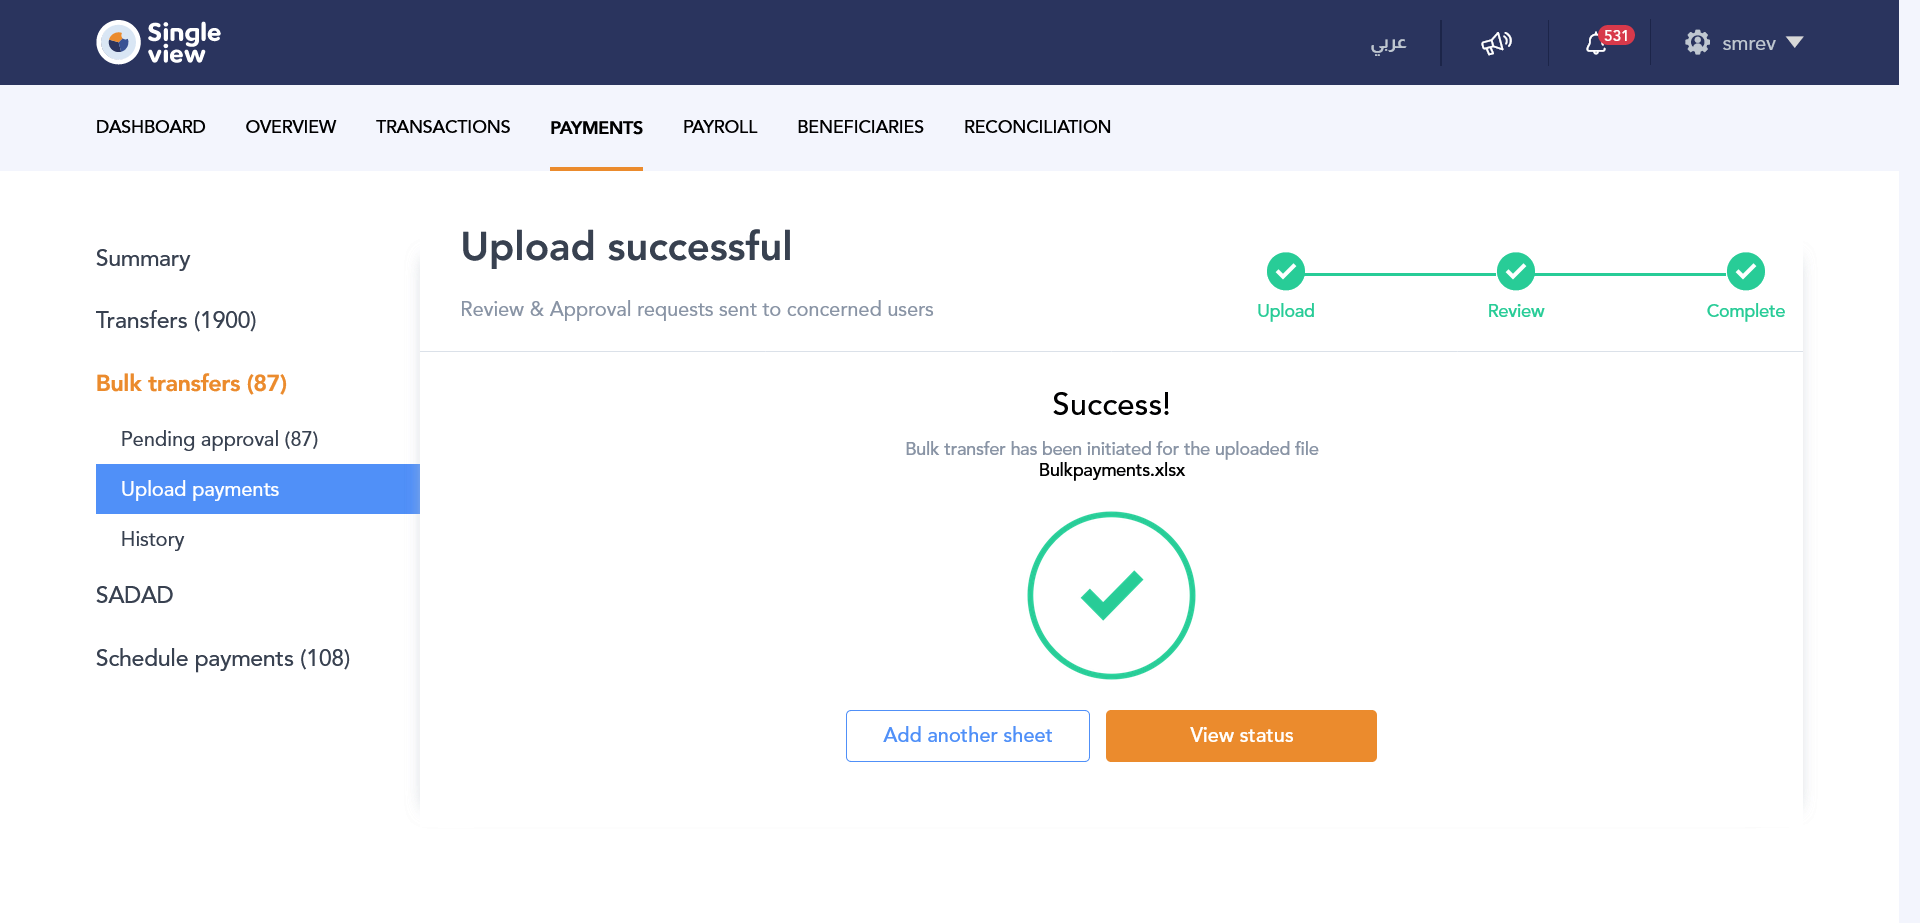 Single
view
عربي
531
smrev
DASHBOARD
OVERVIEW
TRANSACTIONS
PAYMENTS
PAYROLL
BENEFICIARIES
RECONCILIATION
Summary
Transfers (1900)
Bulk transfers (87)
Pending approval (87)
Upload payments
History
SADAD
Schedule payments (108)
Upload successful
Review & Approval requests sent to concerned users
Upload
Review
Complete
Success!
Bulk transfer has been initiated for the uploaded file
Bulkpayments.xlsx
Add another sheet
View status